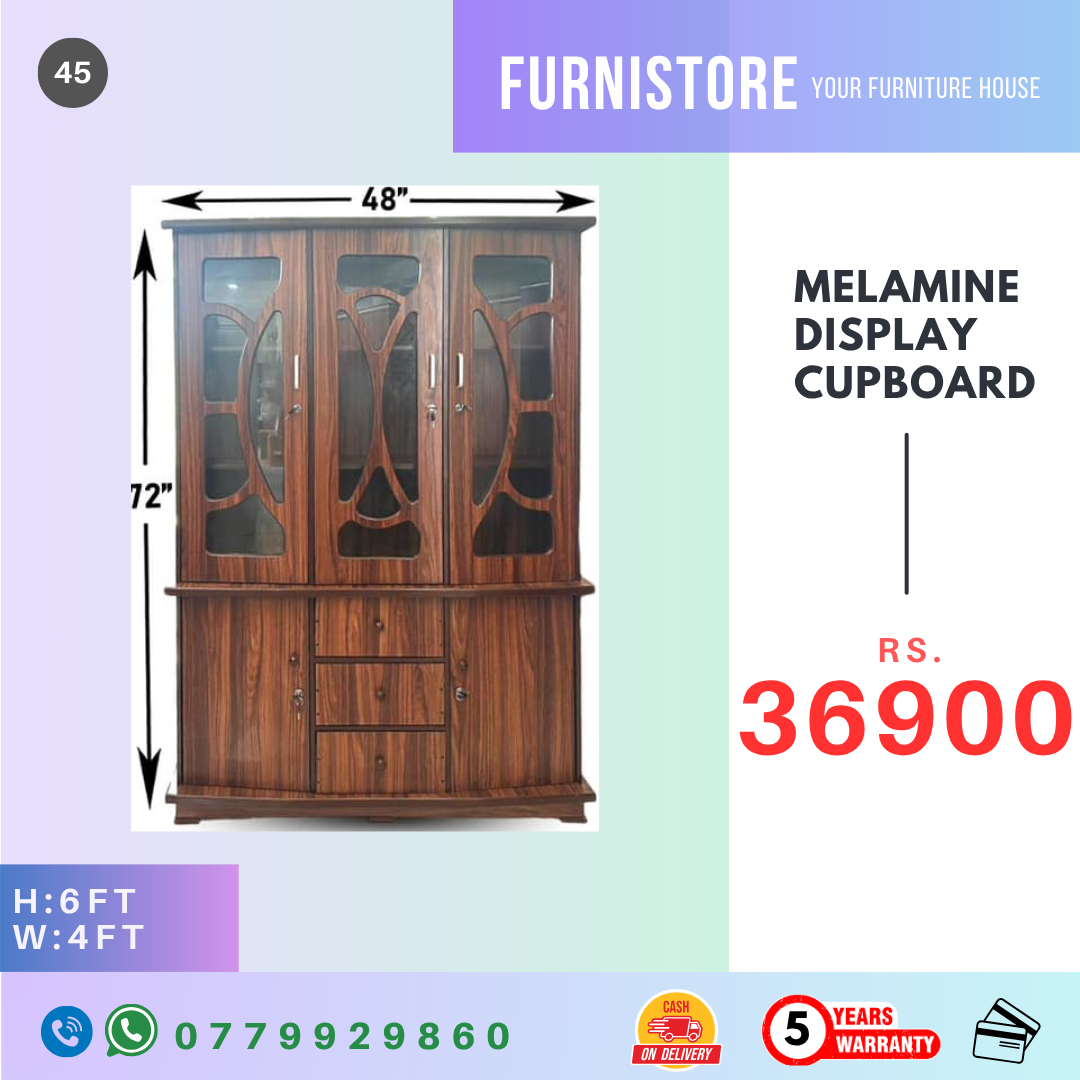 45
FURNISTORE YOUR FURNITURE HOUSE
48”
72”
MELAMINE
DISPLAY
CUPBOARD
RS.
36900
H:6FT
W:4FT
0779929860
CASH
ON DELIVERY
5 YEARS
WARRANTY